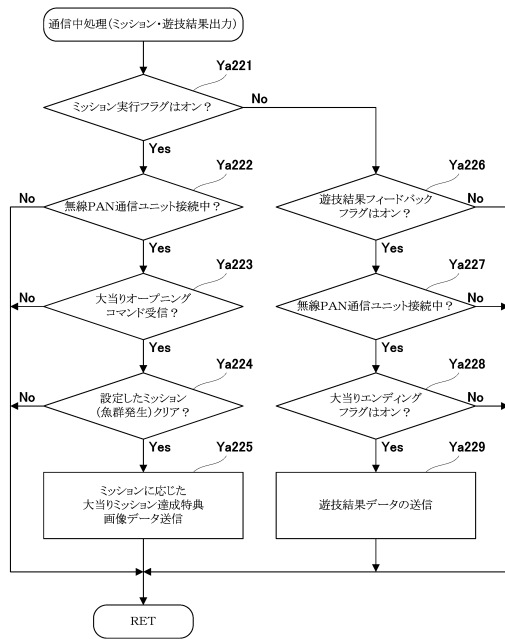 通信中処理(ミッション・遊技結果出力)
Ya221
ミッション実行フラグはオン?
No
Yes
Ya222
無線PAN通信ユニット接続中?
No
Yes
Ya223
大当りオープニング
コマンド受信?
No
Yes
Ya224
設定したミッション
(魚群発生)クリア?
No
Yes
Ya225
ミッションに応じた
大当りミッション達成特典
画像データ送信
Ya226
遊技結果フィードバック
フラグはオン?
No
Yes
Ya227
無線PAN通信ユニット接続中?
No
Yes
Ya228
大当りエンディング
フラグはオン?
No
Yes
Ya229
遊技結果データの送信
RET